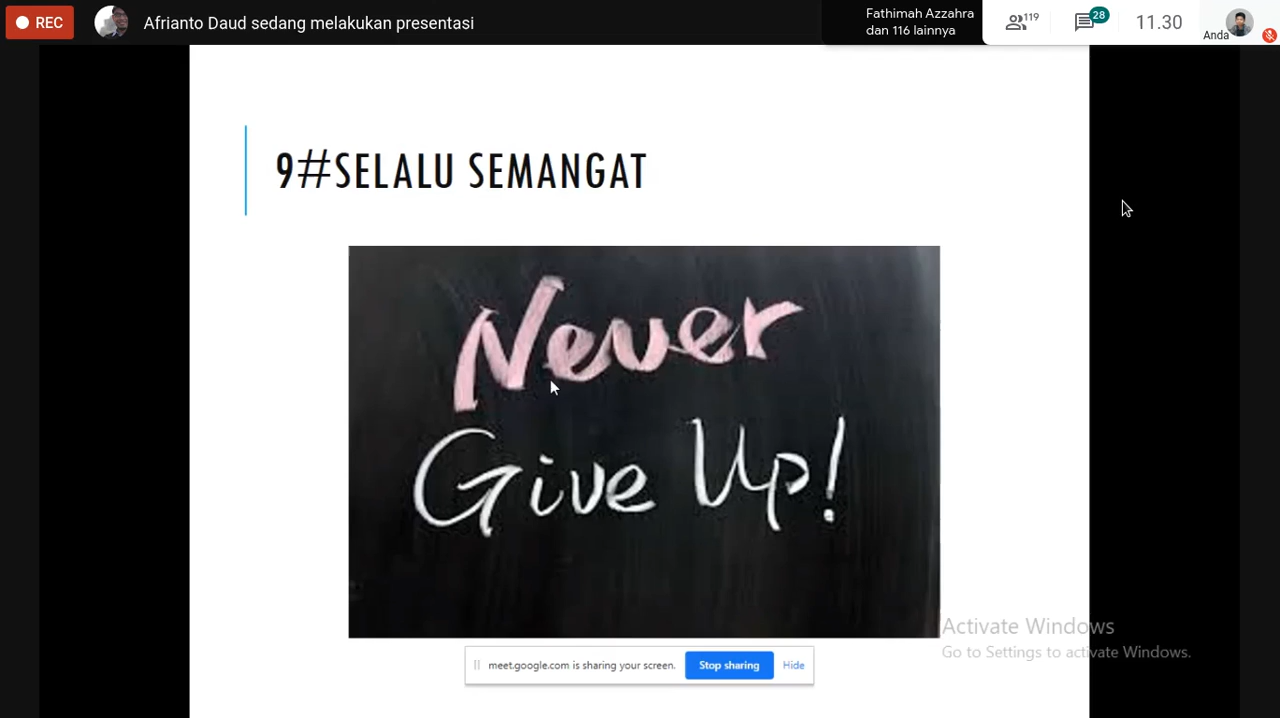 REC
Afrianto Daud sedang melakukan presentasi
Fathimah Azzahra
dan 116 lainnya
119
28
11.30
Anda
9#SELALU SEMANGAT
Never
Give Up!
Activate Windows
Go to Settings to activate Windows.
meet.google.com is sharing your screen.
Stop sharing
Hide